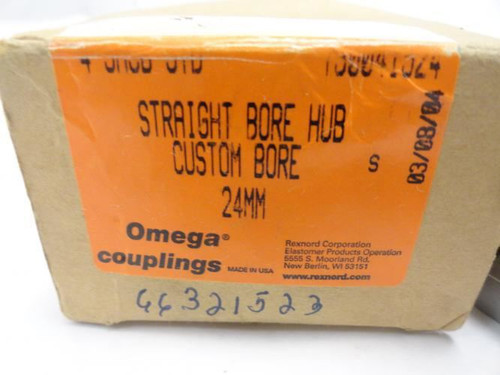 STRAIGHT BORE HUB
CUSTOM BORE S
24MM
03/08/04
Omega®
couplings MADE IN USA
Rexnord Corporation
Elastomer Products Operation
5555 S. Moorland Rd.
New Berlin, WI 53151
www.rexnord.com
66321523